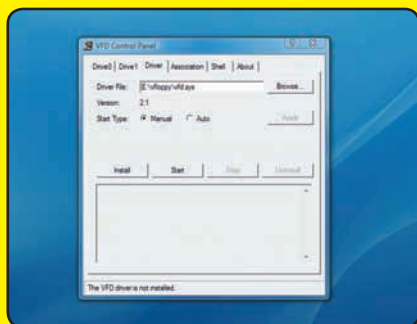 VFD Control Panel
Drive0 Drive1 Driver Association Shell About
Driver File: E:\vfloppy\vfd.sys Browse...
Version: 2.1
Start Type: Manual Auto Apply
Install Start Stop Uninstall
The VFD driver is not installed.